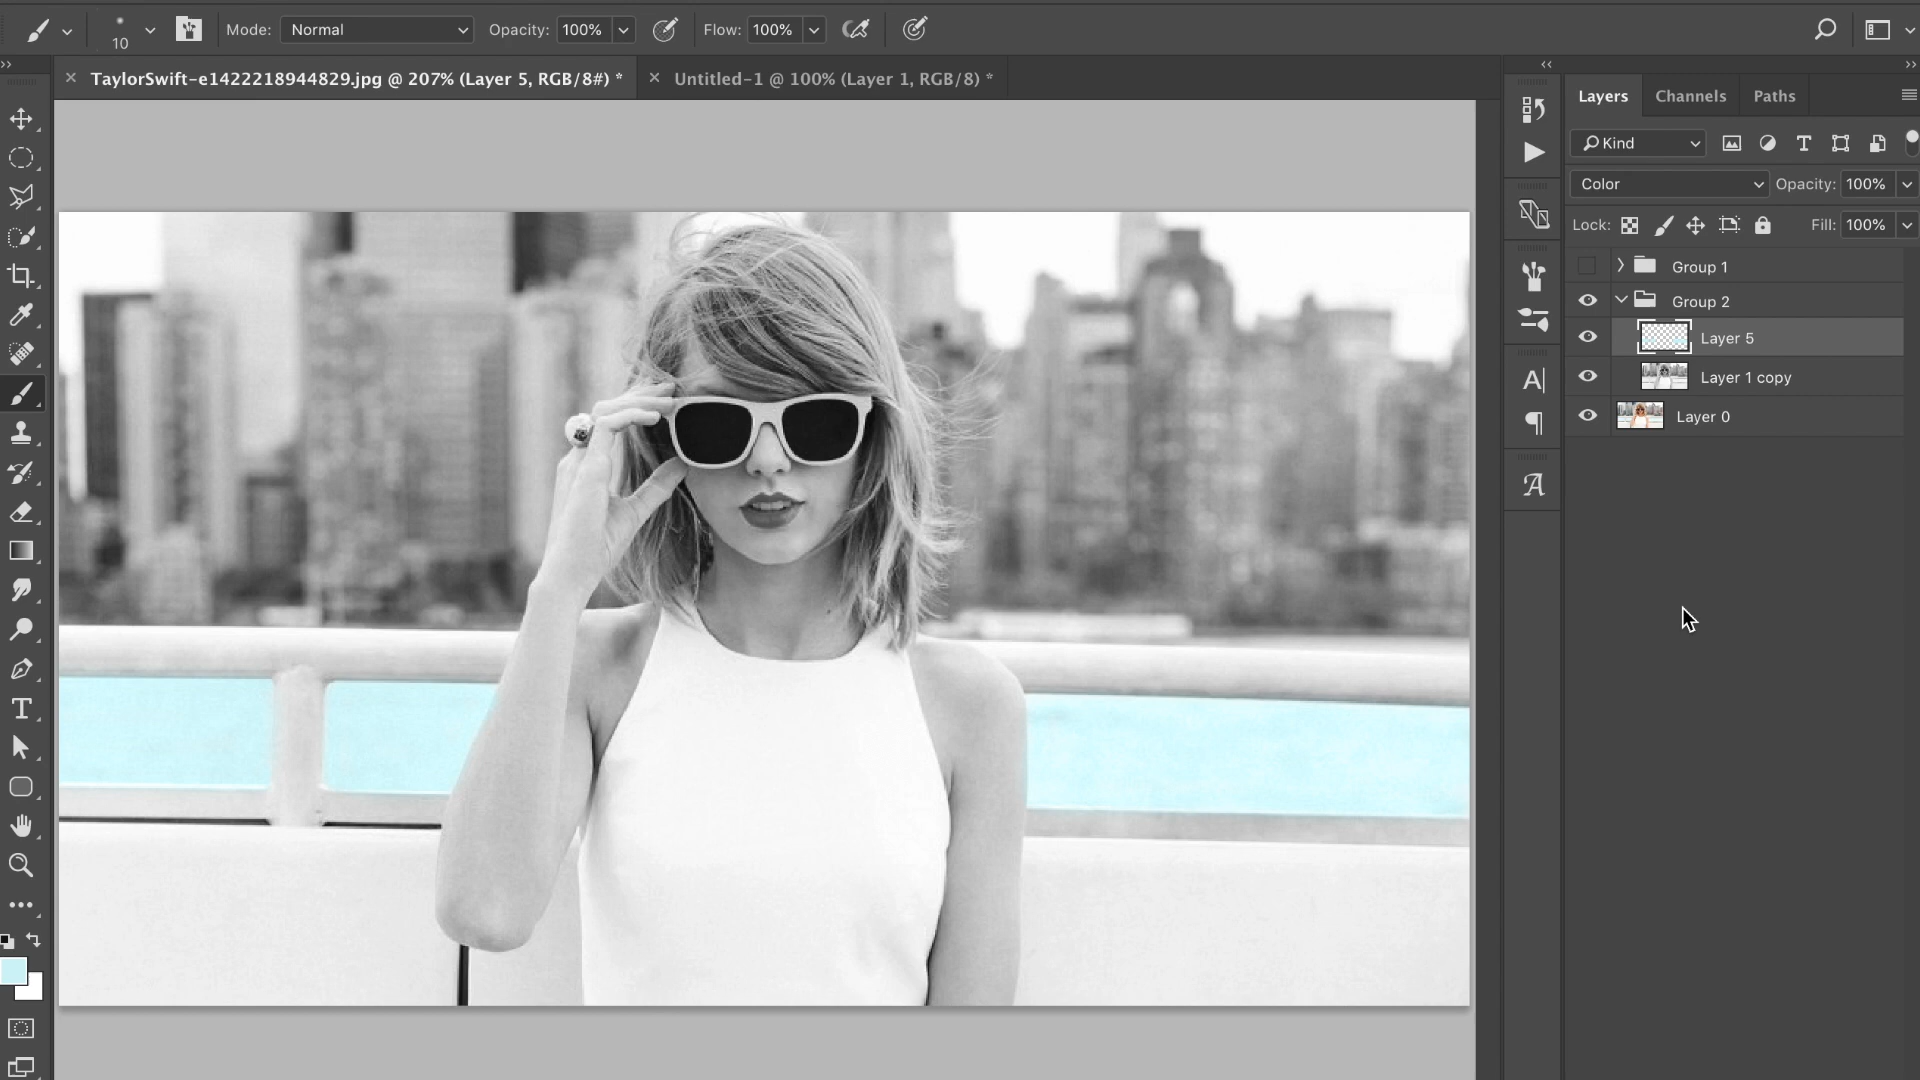 10
Mode: Normal Opacity: 100% Flow: 100%
TaylorSwift-e1422218944829.jpg @ 207% (Layer 5, RGB/8#) *
Untitled-1 @ 100% (Layer 1, RGB/8) *
Layers Channels Paths
Kind
Color Opacity: 100%
Lock: Fill: 100%
Group 1
Group 2
Layer 5
Layer 1 copy
Layer 0